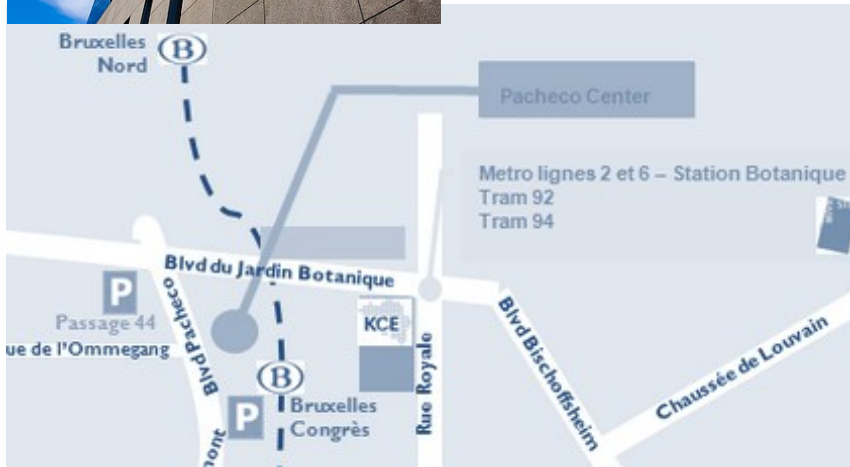 Bruxelles
Nord
B
Pacheco Center
Metro lignes 2 et 6 – Station Botanique
Tram 92
Tram 94
Blvd du Jardin Botanique
P
Passage 44
ue de l'Ommegang
Blvd Pacheco
KCE
Rue Royale
Blvd Bischoffsheim
Chaussée de Louvain
B
P
Bruxelles
Congrès
mont